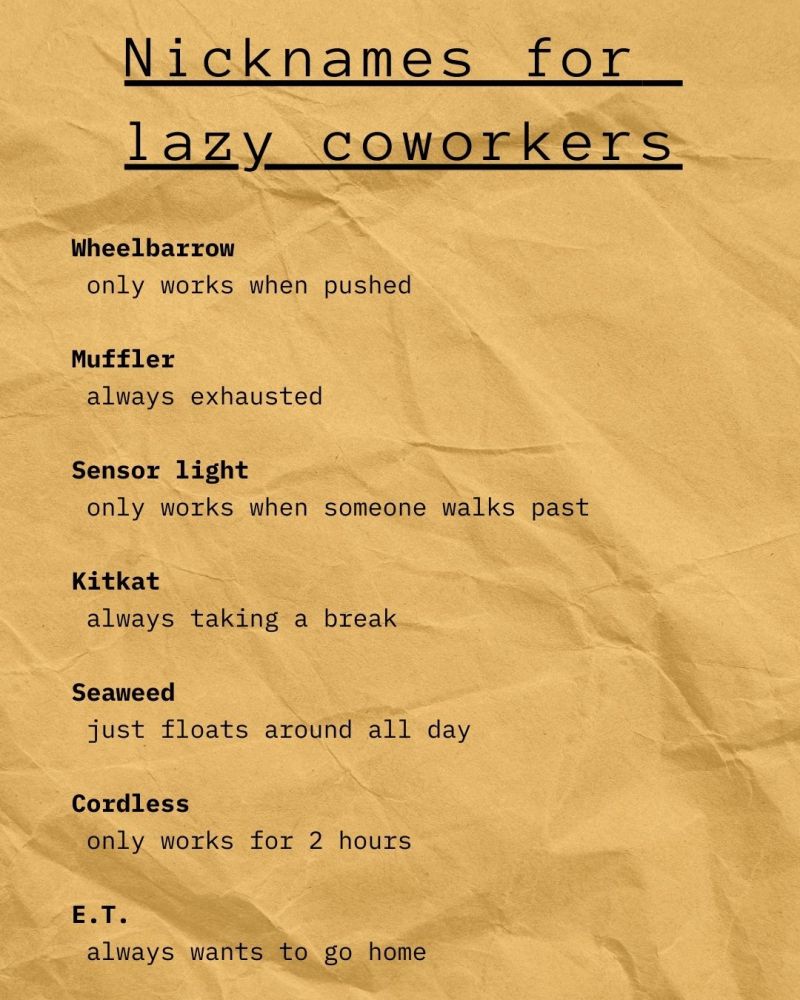 Nicknames for
lazy coworkers
Wheelbarrow
only works when pushed
Muffler
always exhausted
Sensor light
only works when someone walks past
Kitkat
always taking a break
Seaweed
just floats around all day
Cordless
only works for 2 hours
E.T.
always wants to go home